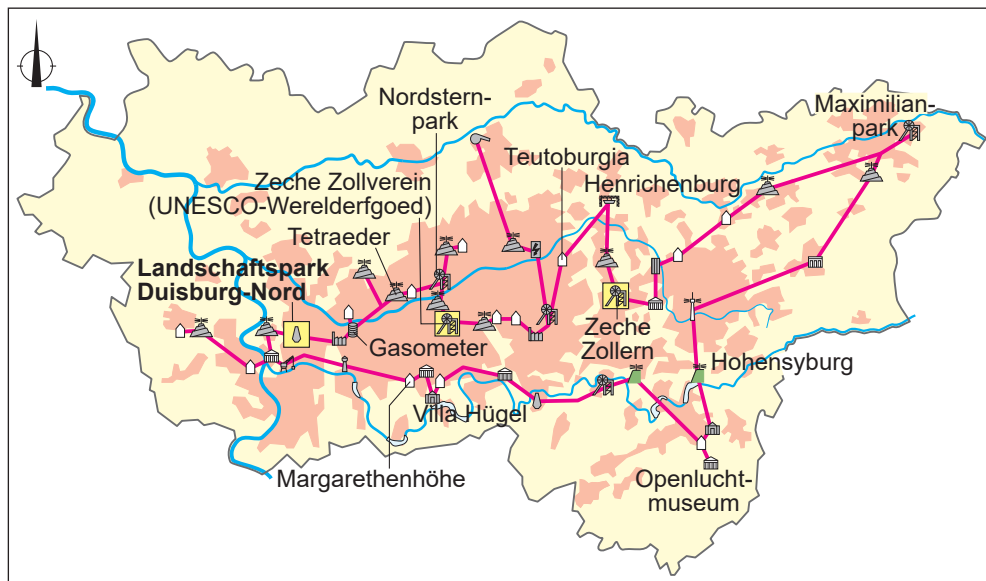 Nordstern-
park
Maximilian-
park
Teutoburgia
Henrichenburg
Zeche Zollverein
(UNESCO-Werelderfgoed)
Tetraeder
Landschaftspark
Duisburg-Nord
Gasometer
Zeche
Zollern
Hohensyburg
Villa Hügel
Margarethenhöhe
Openlucht-
museum